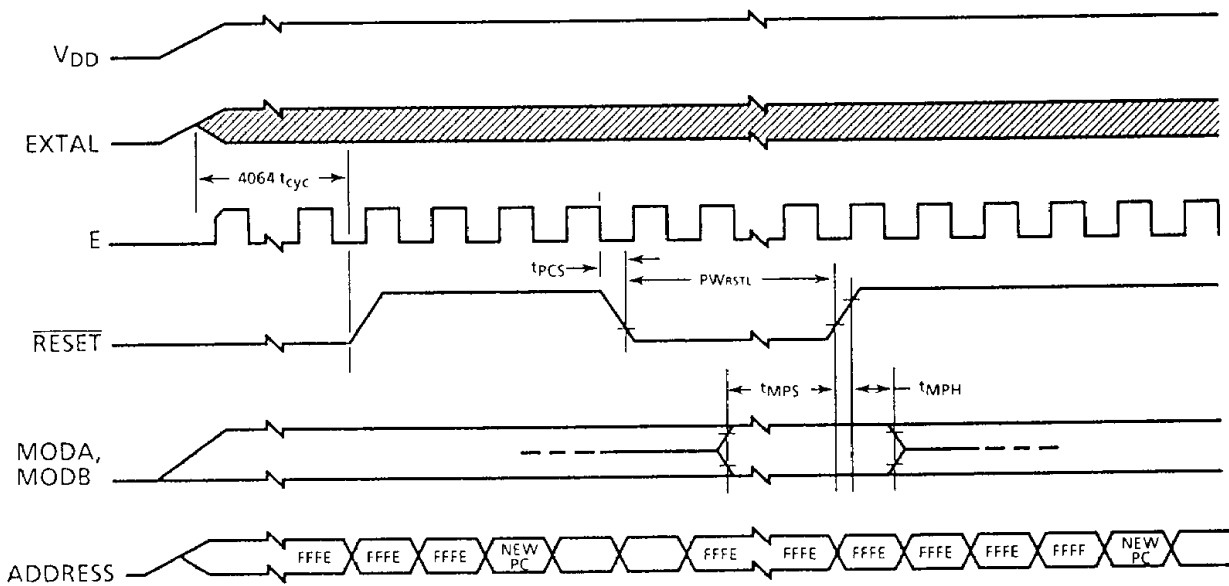 VDD
EXTAL
4064 tcyc
E
tPCS
PWRSTL
RESET
tMPS
tMPH
MODA,
MODB
ADDRESS
FFFE FFFE FFFE NEW PC FFFE FFFE FFFE FFFE FFFE FFFF NEW PC